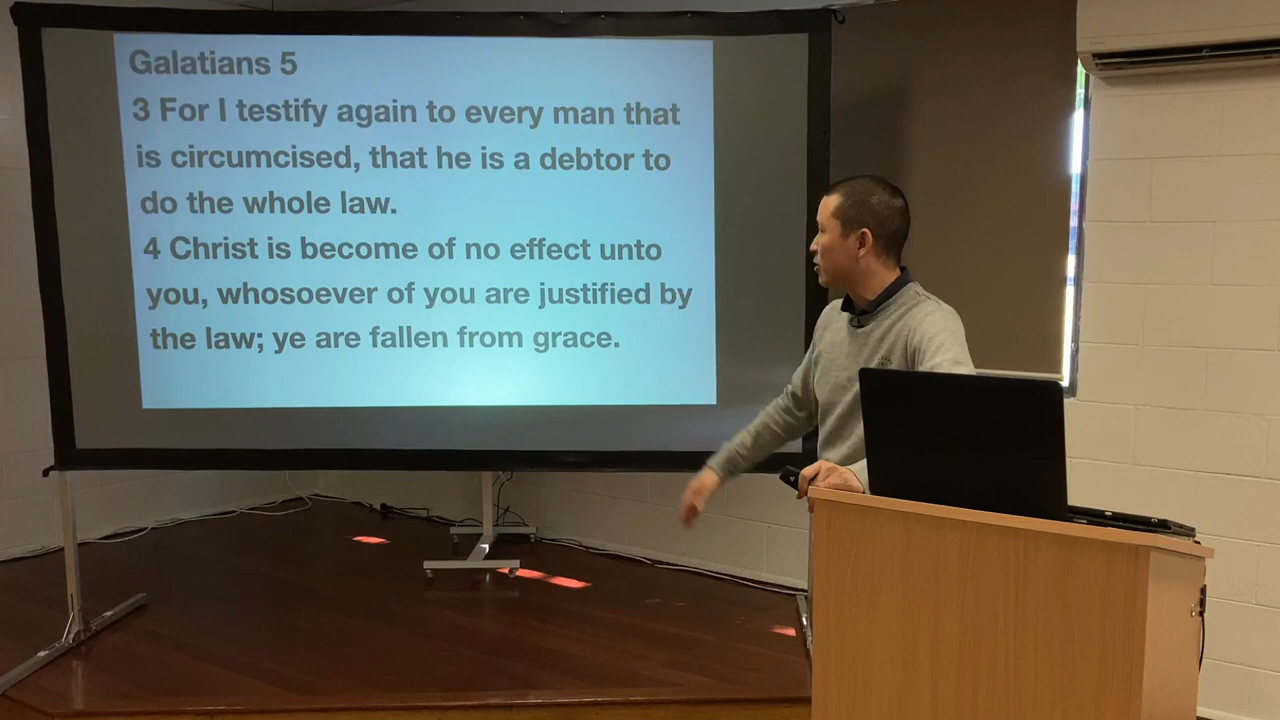 Galatians 5
3 For I testify again to every man that
is circumcised, that he is a debtor to
do the whole law.
4 Christ is become of no effect unto
you, whosoever of you are justified by
the law; ye are fallen from grace.